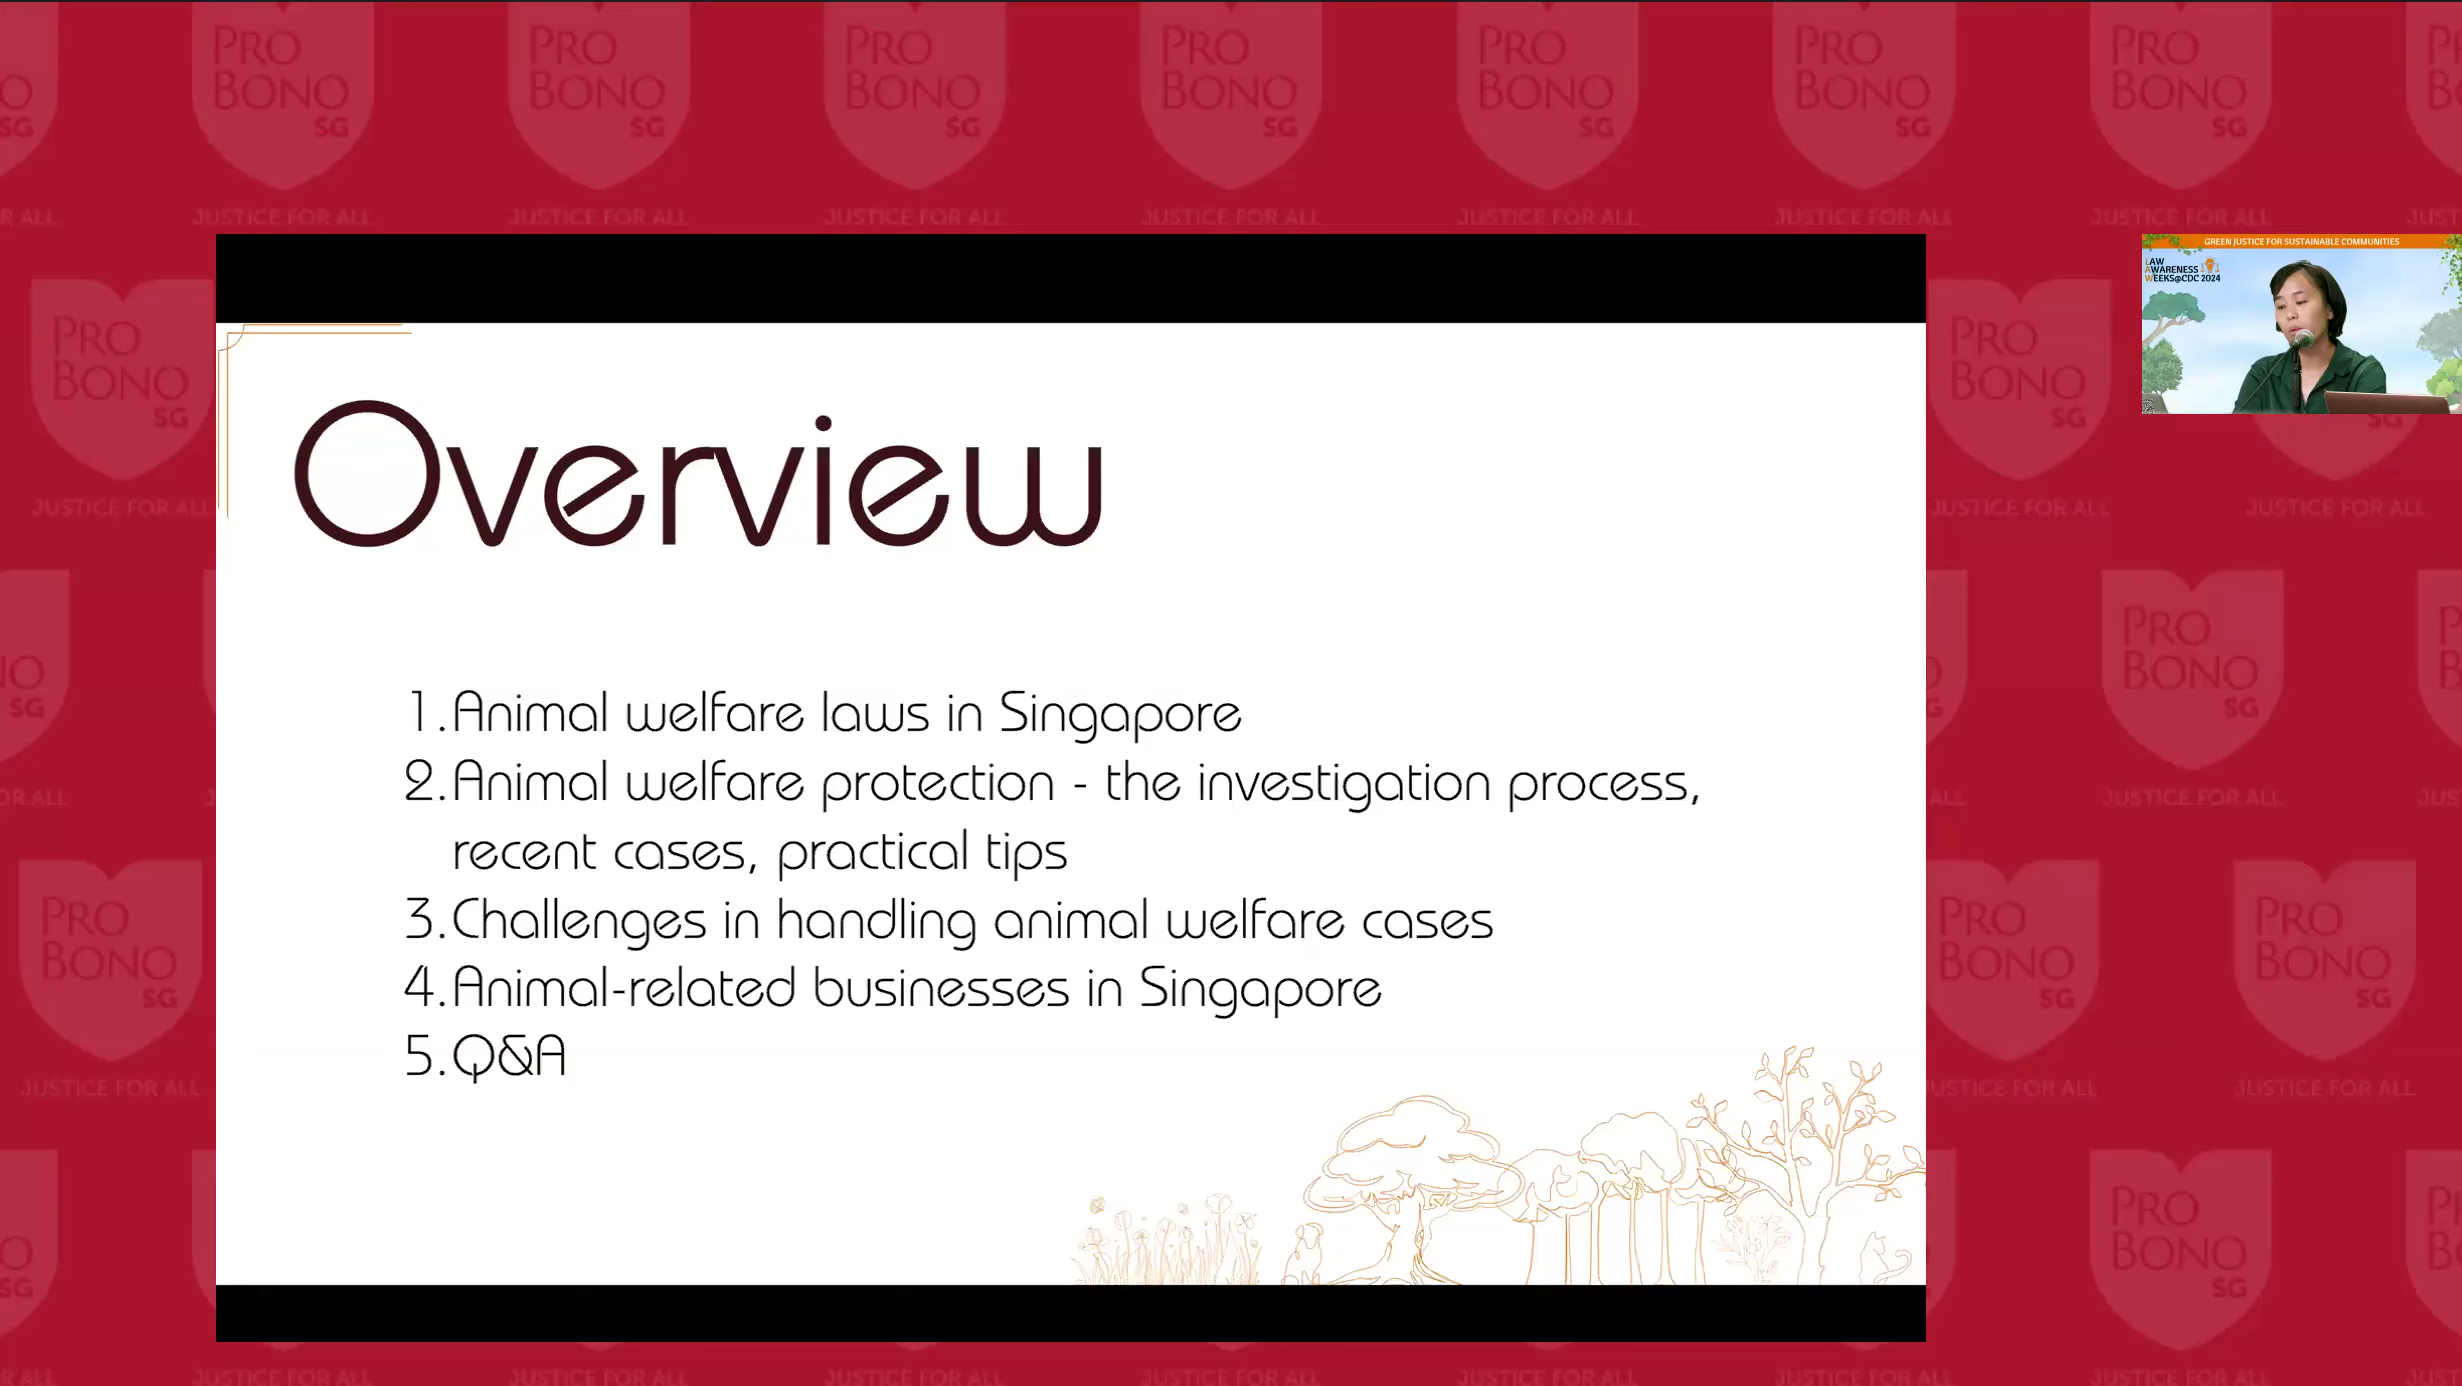 PRO
BONO
SG
JUSTICE FOR ALL
GREEN JUSTICE FOR SUSTAINABLE COMMUNITIES
LAW
AWARENESS
WEEKS@CDC 2024
Overview
1. Animal welfare laws in Singapore
2. Animal welfare protection - the investigation process,
recent cases, practical tips
3. Challenges in handling animal welfare cases
4. Animal-related businesses in Singapore
5. Q&A